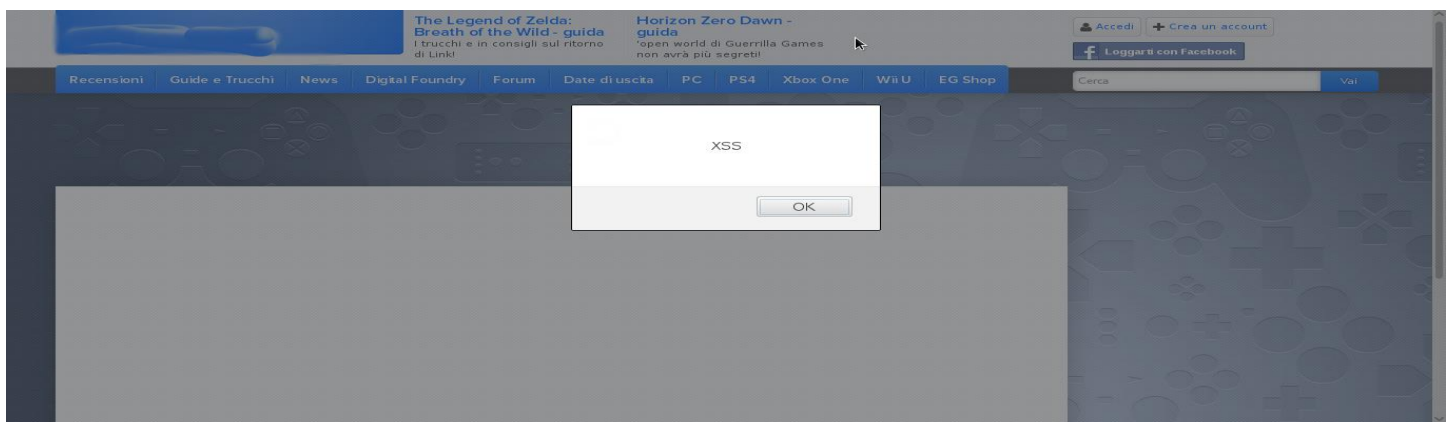 The Legend of Zelda:
Breath of the Wild - guida
I trucchi e in consigli sul ritorno
di Link!
Horizon Zero Dawn -
guida
'open world di Guerrilla Games
non avrà più segreti!
Accedi
Crea un account
f Loggarti con Facebook
Recensioni Guide e Trucchi News Digital Foundry Forum Date di uscita PC PS4 Xbox One Wii U EG Shop
Cerca
Vai
XSS
OK